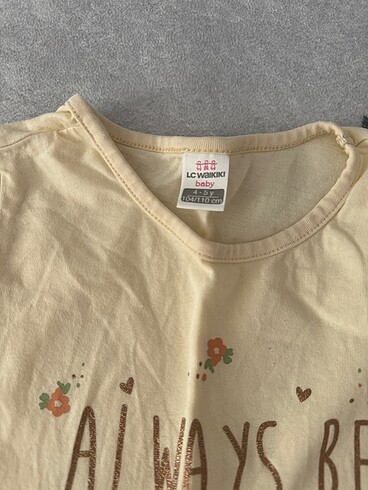 LC WAIKIKI
baby
4 - 5 y
104/110 cm
ALWAYS BE